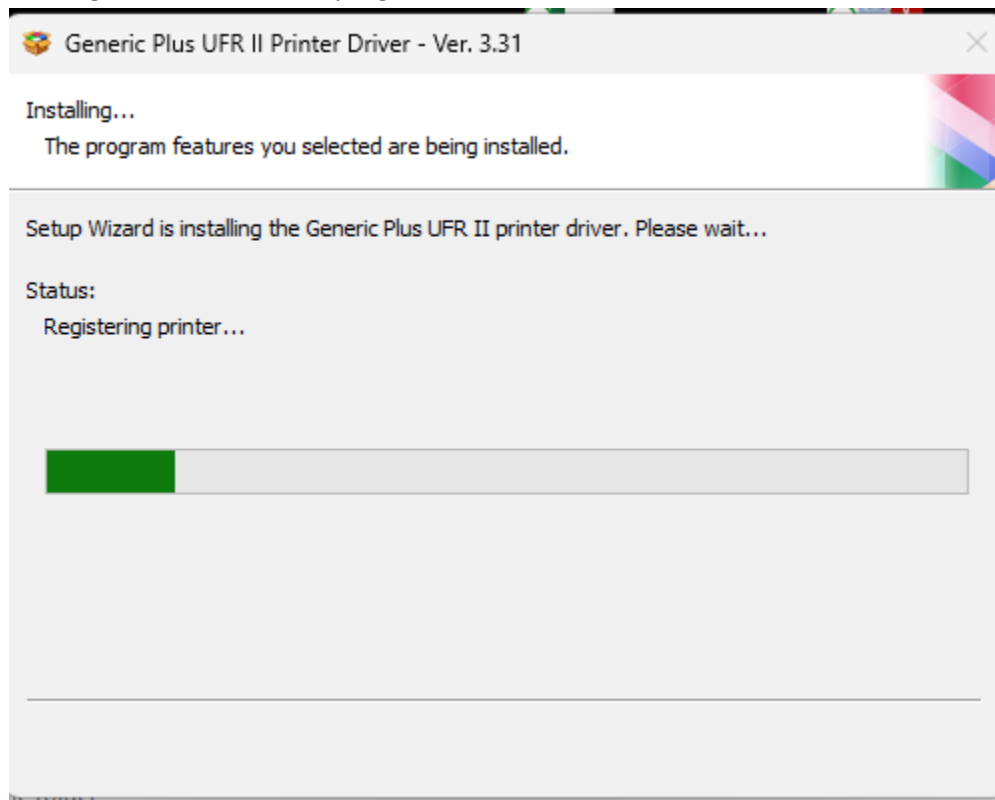 Generic Plus UFR II Printer Driver - Ver. 3.31
Installing...
The program features you selected are being installed.
Setup Wizard is installing the Generic Plus UFR II printer driver. Please wait...
Status:
Registering printer...